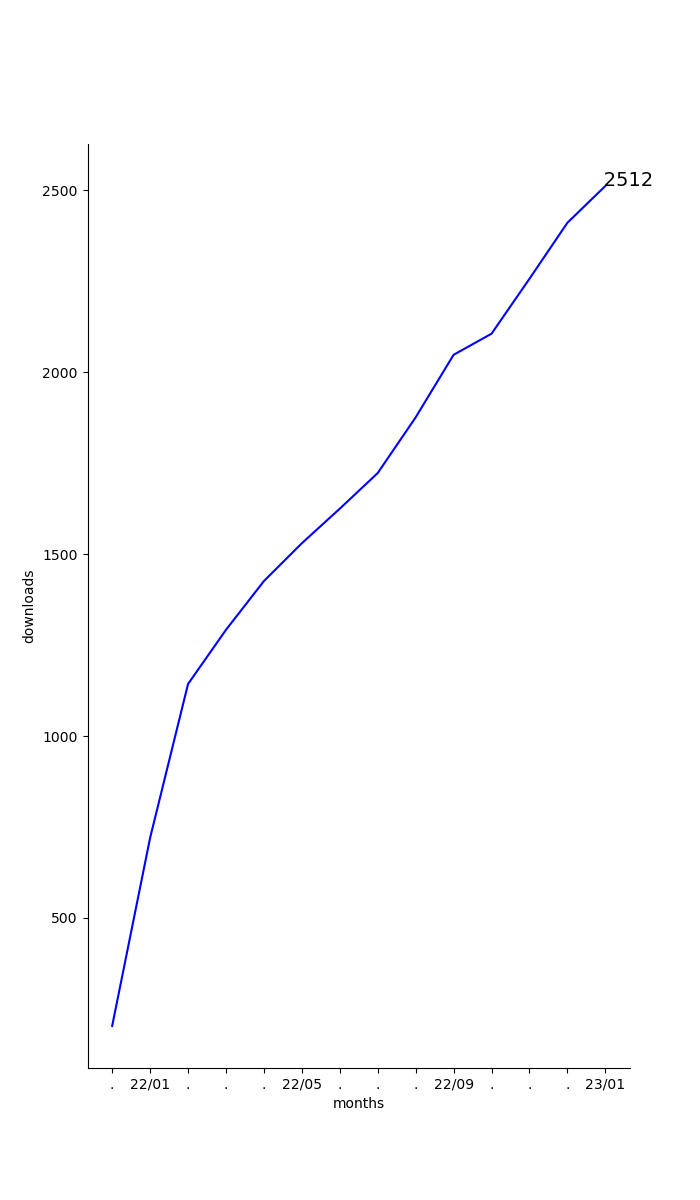 2512
2500
2000
1500
1000
500
downloads
. 22/01 . . . 22/05 . . . 22/09 . . . 23/01
months